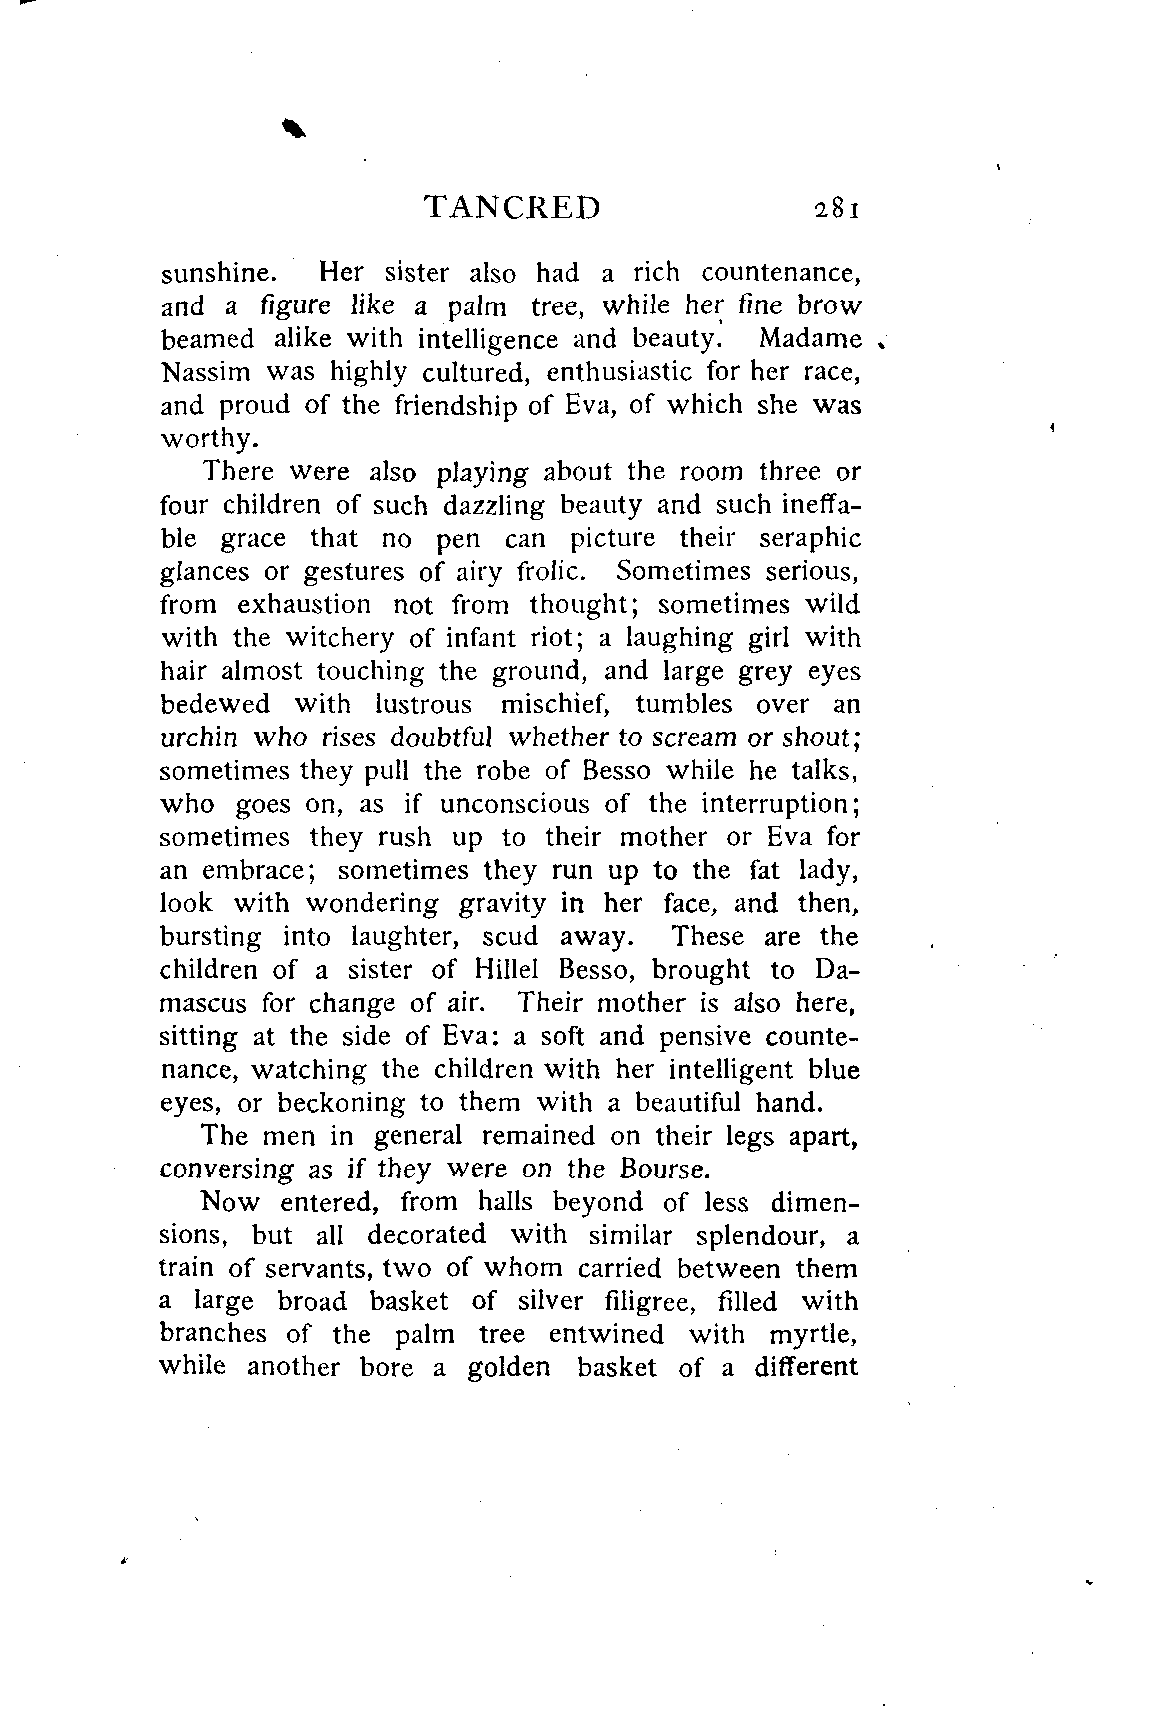 TANCRED 281
sunshine. Her sister also had a rich countenance,
and a figure like a palm tree, while her fine brow
beamed alike with intelligence and beauty. Madame
Nassim was highly cultured, enthusiastic for her race,
and proud of the friendship of Eva, of which she was
worthy.
There were also playing about the room three or
four children of such dazzling beauty and such ineffa-
ble grace that no pen can picture their seraphic
glances or gestures of airy frolic. Sometimes serious,
from exhaustion not from thought; sometimes wild
with the witchery of infant riot; a laughing girl with
hair almost touching the ground, and large grey eyes
bedewed with lustrous mischief, tumbles over an
urchin who rises doubtful whether to scream or shout;
sometimes they pull the robe of Besso while he talks,
who goes on, as if unconscious of the interruption;
sometimes they rush up to their mother or Eva for
an embrace; sometimes they run up to the fat lady,
look with wondering gravity in her face, and then,
bursting into laughter, scud away. These are the
children of a sister of Hillel Besso, brought to Da-
mascus for change of air. Their mother is also here,
sitting at the side of Eva: a soft and pensive counte-
nance, watching the children with her intelligent blue
eyes, or beckoning to them with a beautiful hand.
The men in general remained on their legs apart,
conversing as if they were on the Bourse.
Now entered, from halls beyond of less dimen-
sions, but all decorated with similar splendour, a
train of servants, two of whom carried between them
a large broad basket of silver filigree, filled with
branches of the palm tree entwined with myrtle,
while another bore a golden basket of a different